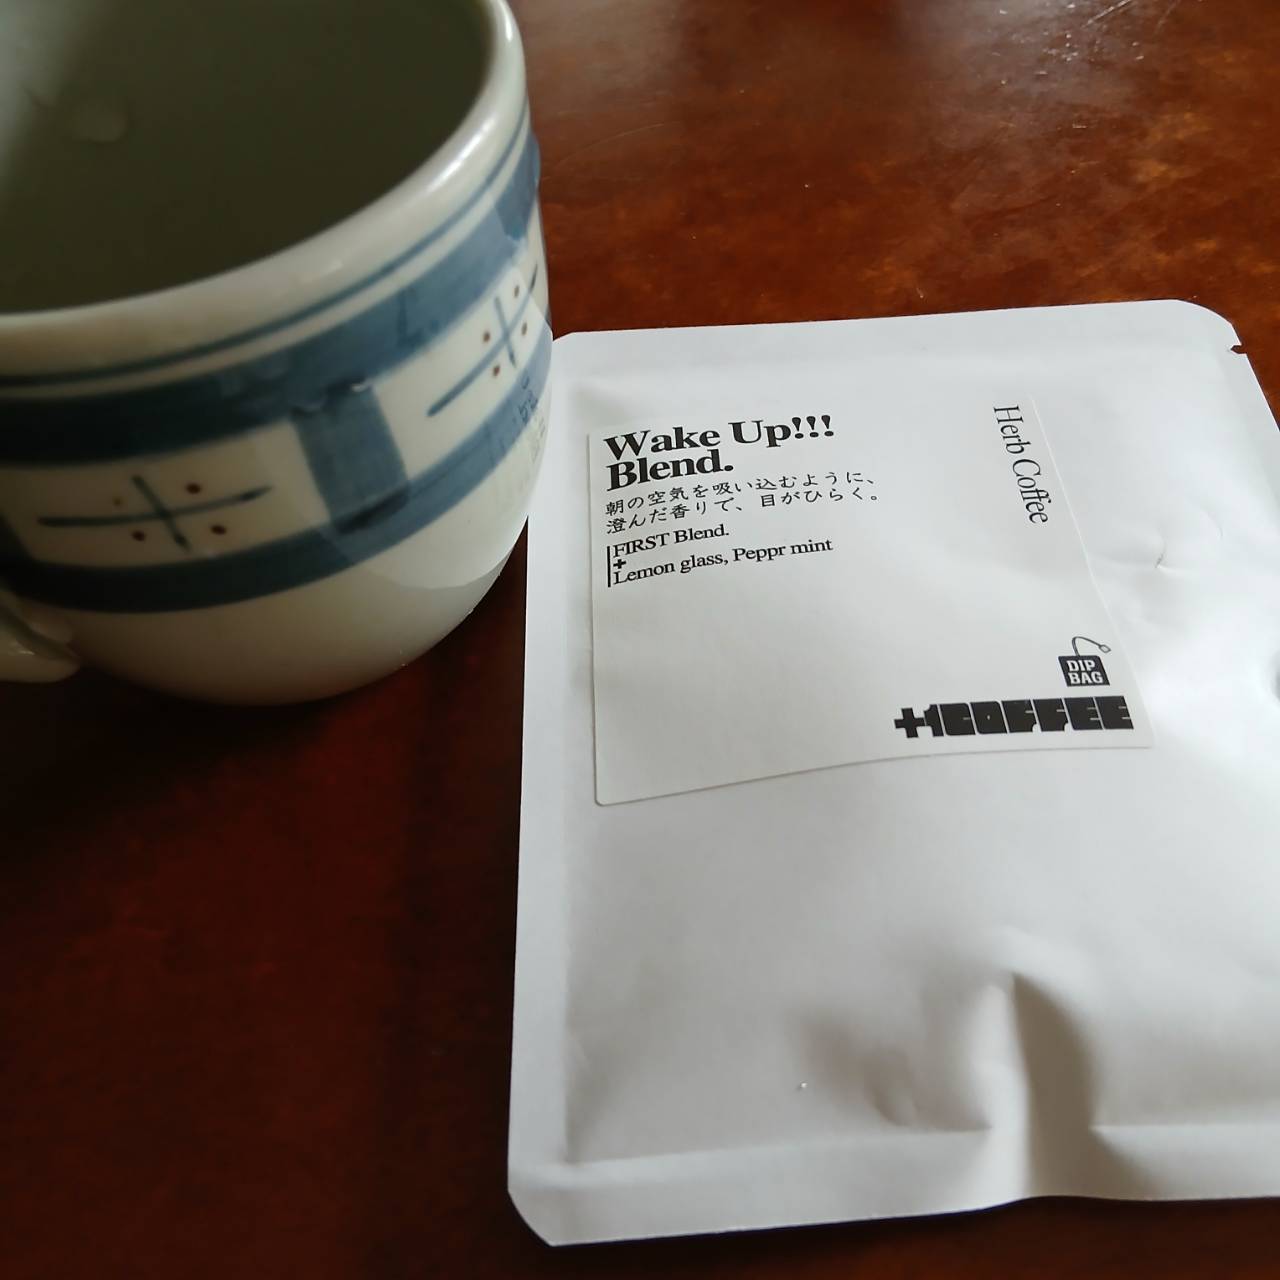 Wake Up!!!
Blend.
朝の空気を吸い込むように、
澄んだ香りで、目がひらく。
FIRST Blend.
+
Lemon glass, Peppr mint
Herb Coffee
DIP
BAG
+1COFFEE